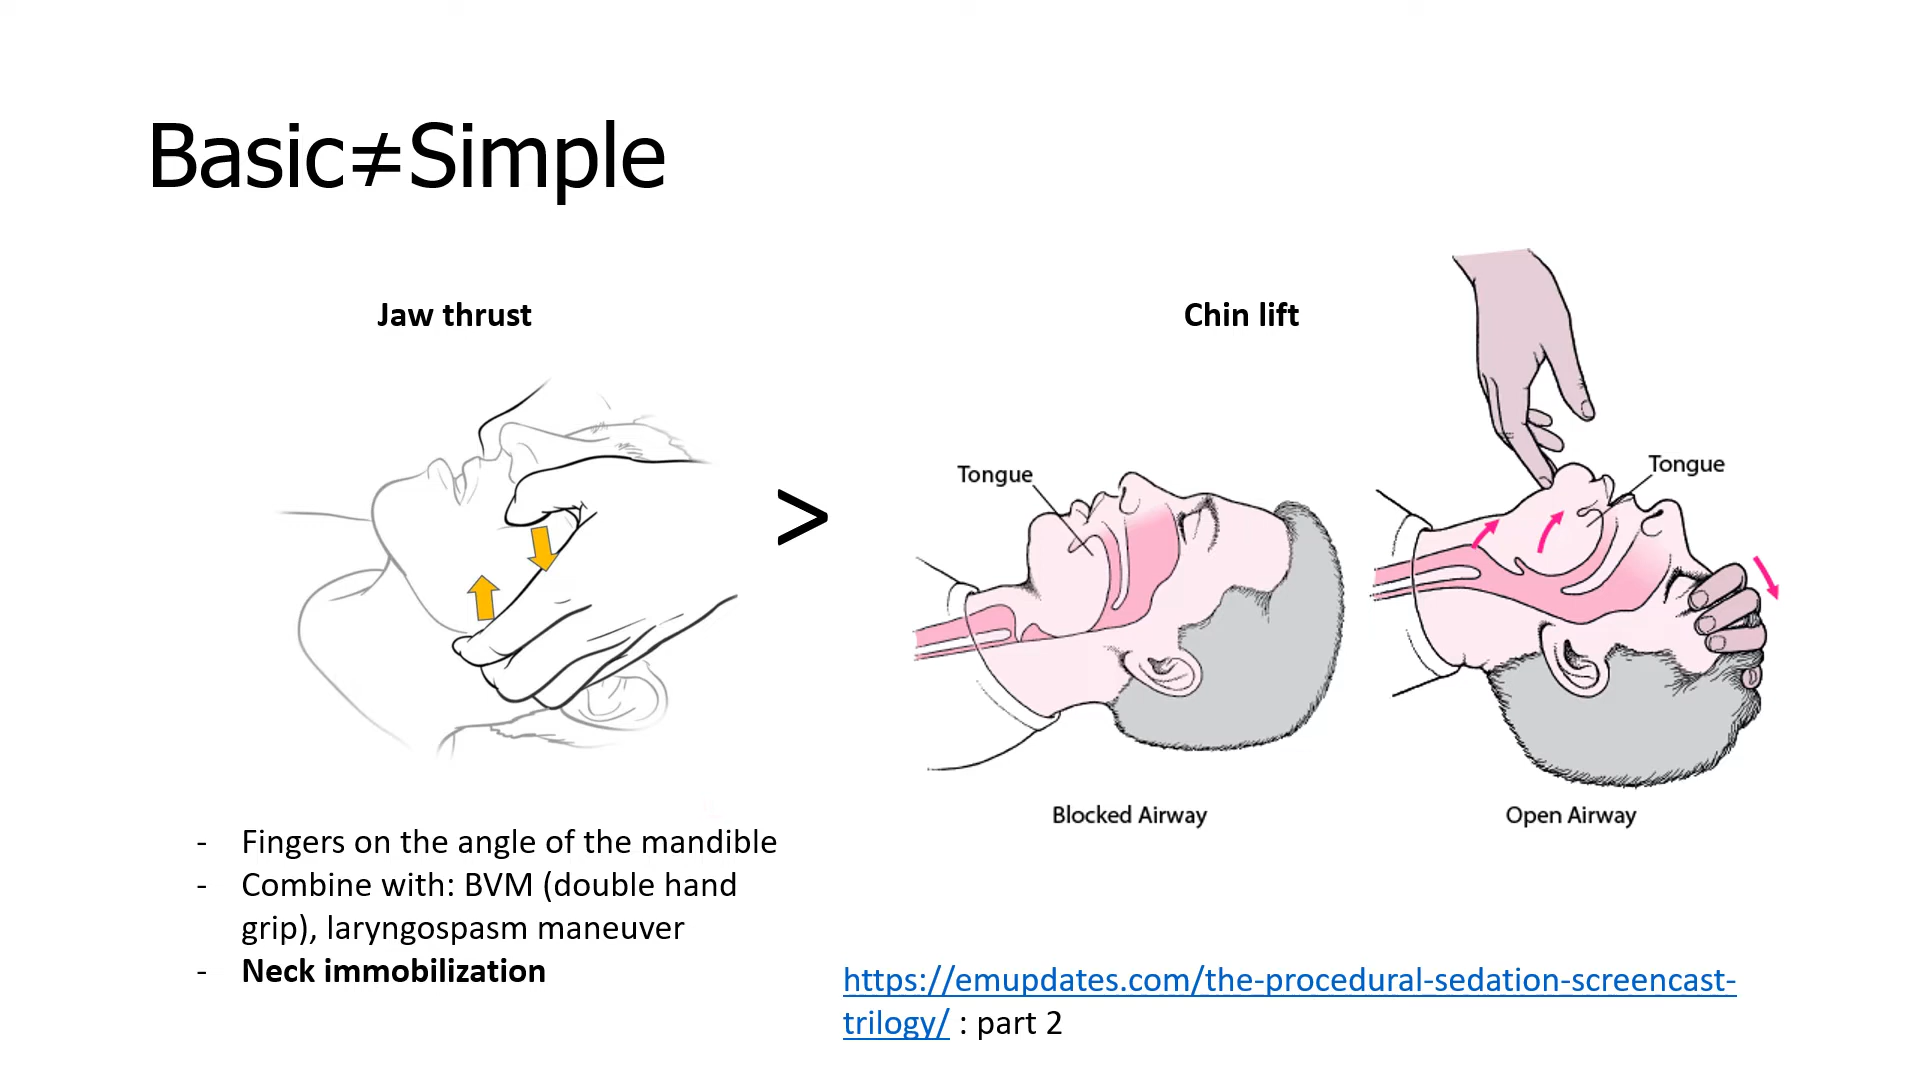 Basic≠Simple
Jaw thrust
>
Chin lift
Tongue
Tongue
Blocked Airway
Open Airway
- Fingers on the angle of the mandible
- Combine with: BVM (double hand
grip), laryngospasm maneuver
- Neck immobilization
https://emupdates.com/the-procedural-sedation-screencast-
trilogy/ : part 2